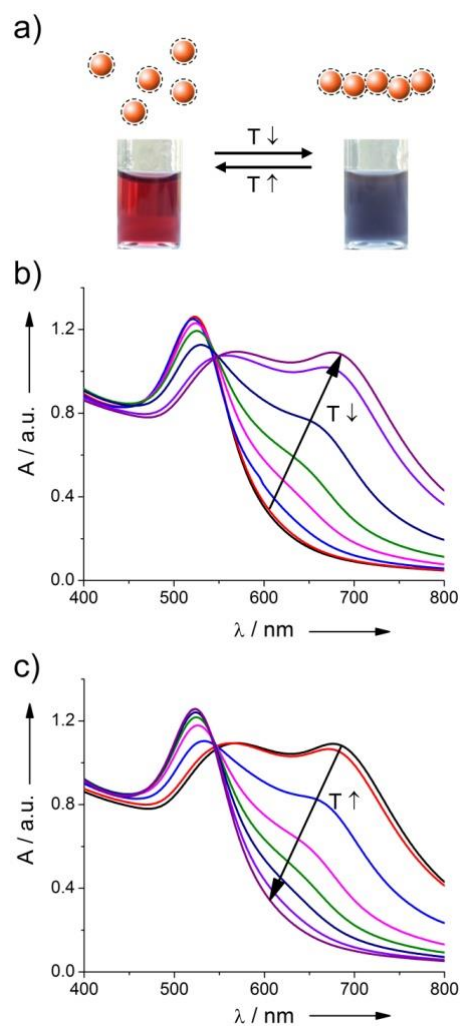 a)
T ↓
T ↑
b)
A / a.u.
1.2
0.8
0.4
0.0
T ↓
400 500 600 700 800
λ / nm
c)
A / a.u.
1.2
0.8
0.4
0.0
T ↑
400 500 600 700 800
λ / nm